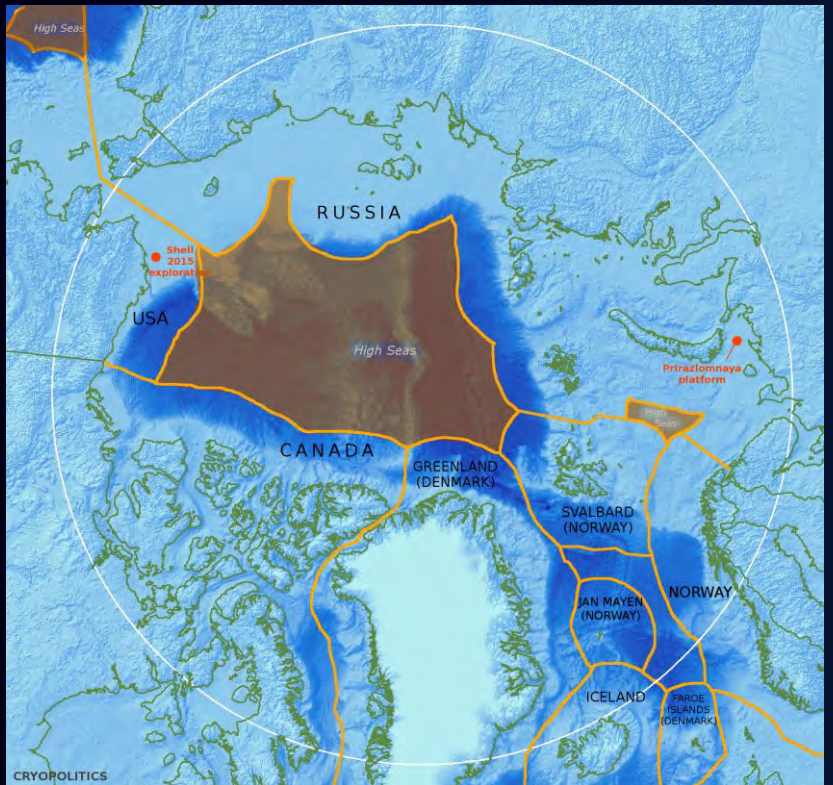 High Seas
RUSSIA
Shell
2015
exploration
USA
High Seas
Prirazlomnaya
platform
High
Seas
CANADA
GREENLAND
(DENMARK)
SVALBARD
(NORWAY)
JAN MAYEN
(NORWAY)
NORWAY
ICELAND
FAROE
ISLANDS
(DENMARK)
CRYOPOLITICS